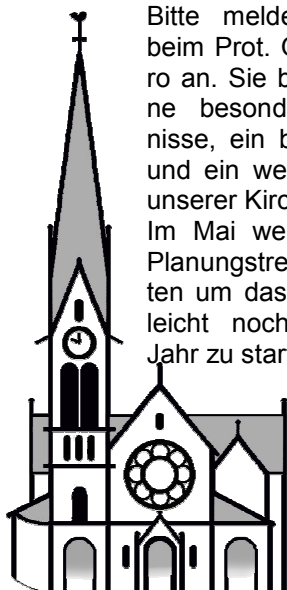 Bitte melde
beim Prot. G
ro an. Sie b
ne besond
nisse, ein b
und ein we
unserer Kirc
Im Mai we
Planungstre
ten um das
leicht noch
Jahr zu star